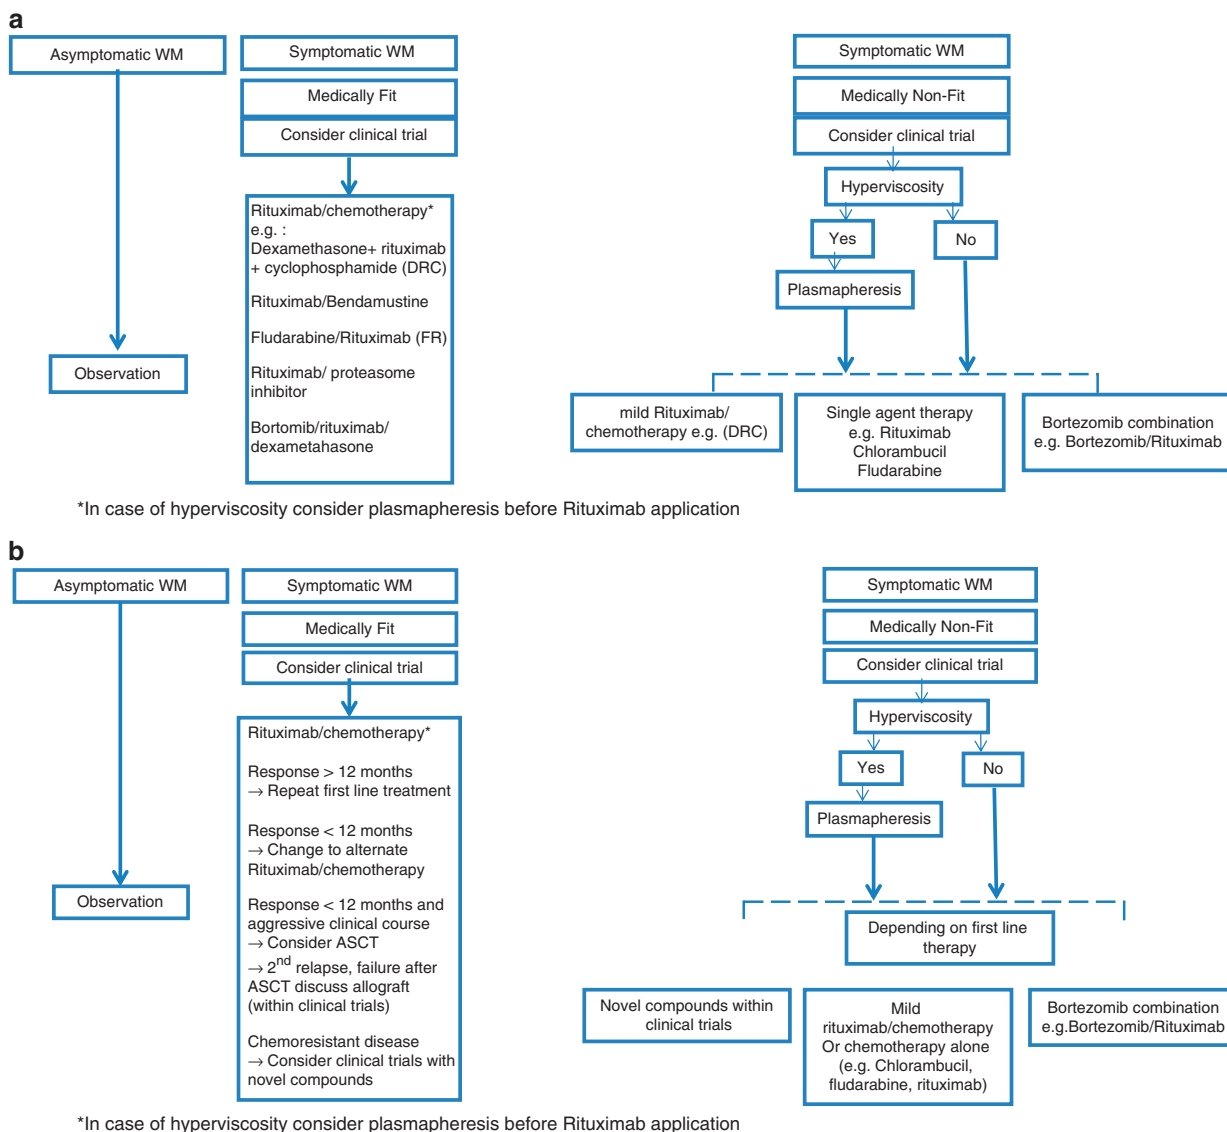 a
Asymptomatic WM
Observation
Symptomatic WM
Medically Fit
Consider clinical trial
Rituximab/chemotherapy*
e.g. :
Dexamethasone+ rituximab
+ cyclophosphamide (DRC)
Rituximab/Bendamustine
Fludarabine/Rituximab (FR)
Rituximab/ proteasome
inhibitor
Bortomib/rituximab/
dexametahasone
Symptomatic WM
Medically Non-Fit
Consider clinical trial
Hyperviscosity
Yes
No
Plasmapheresis
mild Rituximab/
chemotherapy e.g. (DRC)
Single agent therapy
e.g. Rituximab
Chlorambucil
Fludarabine
Bortezomib combination
e.g. Bortezomib/Rituximab
*In case of hyperviscosity consider plasmapheresis before Rituximab application
b
Asymptomatic WM
Observation
Symptomatic WM
Medically Fit
Consider clinical trial
Rituximab/chemotherapy*
Response > 12 months
→ Repeat first line treatment
Response < 12 months
→ Change to alternate
Rituximab/chemotherapy
Response < 12 months and
aggressive clinical course
→ Consider ASCT
→ 2nd relapse, failure after
ASCT discuss allograft
(within clinical trials)
Chemoresistant disease
→ Consider clinical trials with
novel compounds
Symptomatic WM
Medically Non-Fit
Consider clinical trial
Hyperviscosity
Yes
No
Plasmapheresis
Depending on first line
therapy
Novel compounds within
clinical trials
Mild
rituximab/chemotherapy
Or chemotherapy alone
(e.g. Chlorambucil,
fludarabine, rituximab)
Bortezomib combination
e.g.Bortezomib/Rituximab
*In case of hyperviscosity consider plasmapheresis before Rituximab application